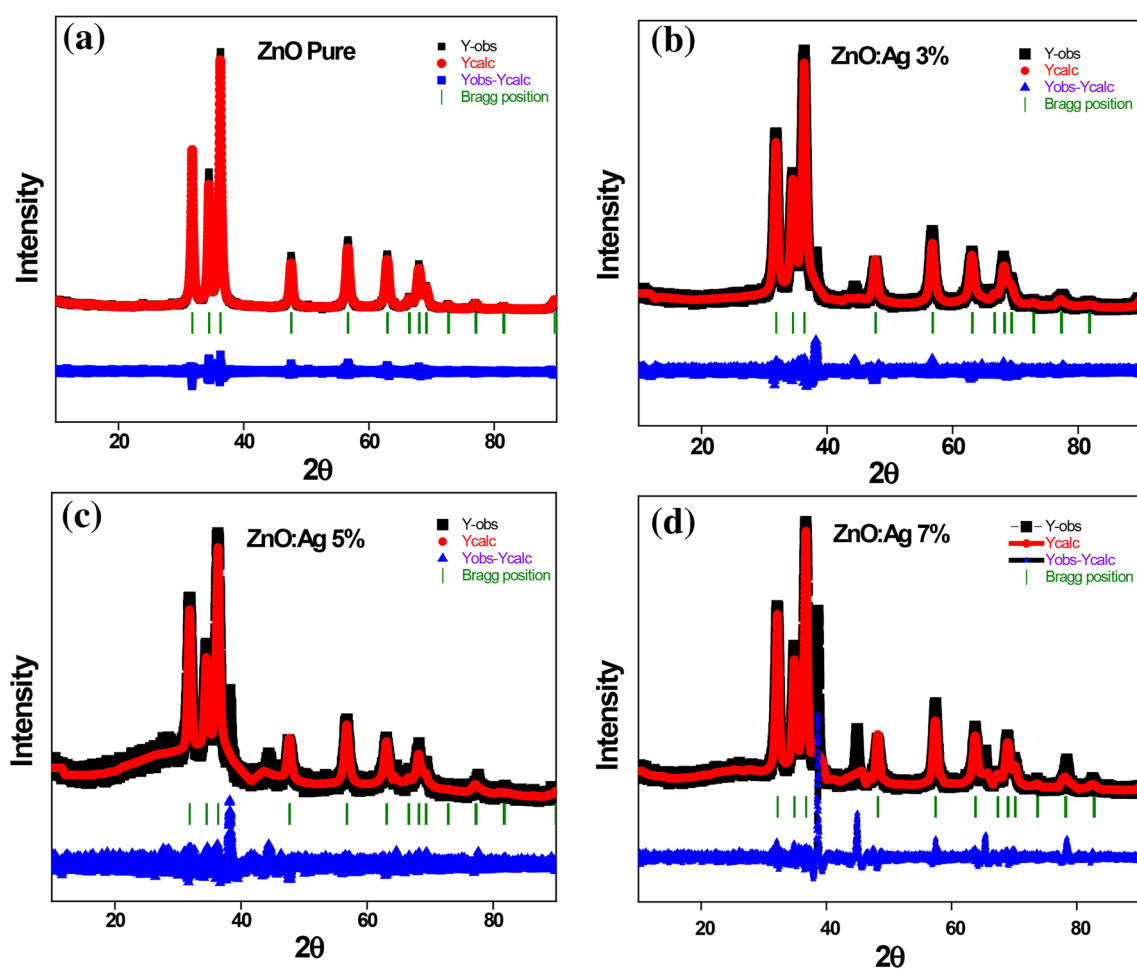 (a)
ZnO Pure
Y-obs
Ycalc
Yobs-Ycalc
Bragg position
Intensity
20 40 60 80
2θ
(b)
ZnO:Ag 3%
Y-obs
Ycalc
Yobs-Ycalc
Bragg position
Intensity
20 40 60 80
2θ
(c)
ZnO:Ag 5%
Y-obs
Ycalc
Yobs-Ycalc
Bragg position
Intensity
20 40 60 80
2θ
(d)
ZnO:Ag 7%
Y-obs
Ycalc
Yobs-Ycalc
Bragg position
Intensity
20 40 60 80
2θ